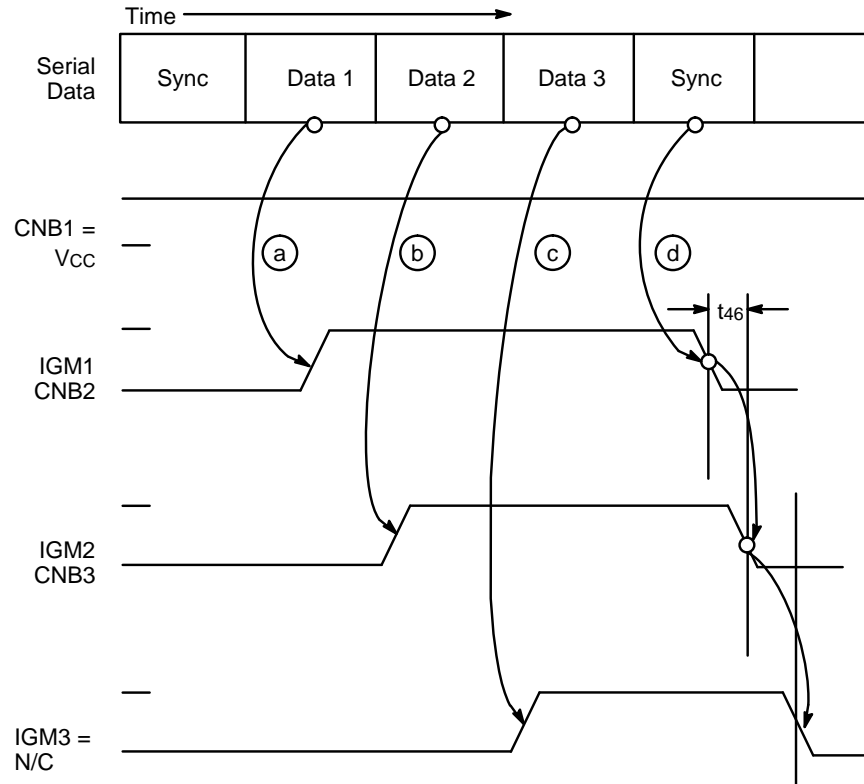 Time
Serial
Data
Sync Data 1 Data 2 Data 3 Sync
CNB1 =
VCC
a b c d
t46
IGM1
CNB2
IGM2
CNB3
IGM3 =
N/C